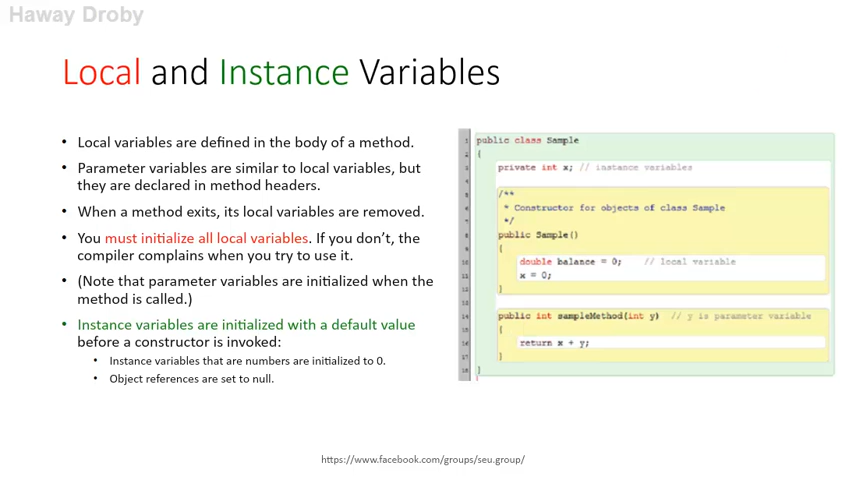 Haway Droby
Local and Instance Variables
• Local variables are defined in the body of a method.
• Parameter variables are similar to local variables, but
they are declared in method headers.
• When a method exits, its local variables are removed.
• You must initialize all local variables. If you don't, the
compiler complains when you try to use it.
• (Note that parameter variables are initialized when the
method is called.)
• Instance variables are initialized with a default value
before a constructor is invoked:
• Instance variables that are numbers are initialized to 0.
• Object references are set to null.
1 public class Sample
2 {
3 private int x; // instance variables
4
5 /**
6 * Constructor for objects of class Sample
7 */
8 public Sample()
9 {
10 double balance = 0; // local variable
11 x = 0;
12 }
13
14 public int sampleMethod(int y) // y is parameter variable
15 {
16 return x + y;
17 }
18 }
https://www.facebook.com/groups/seu.group/